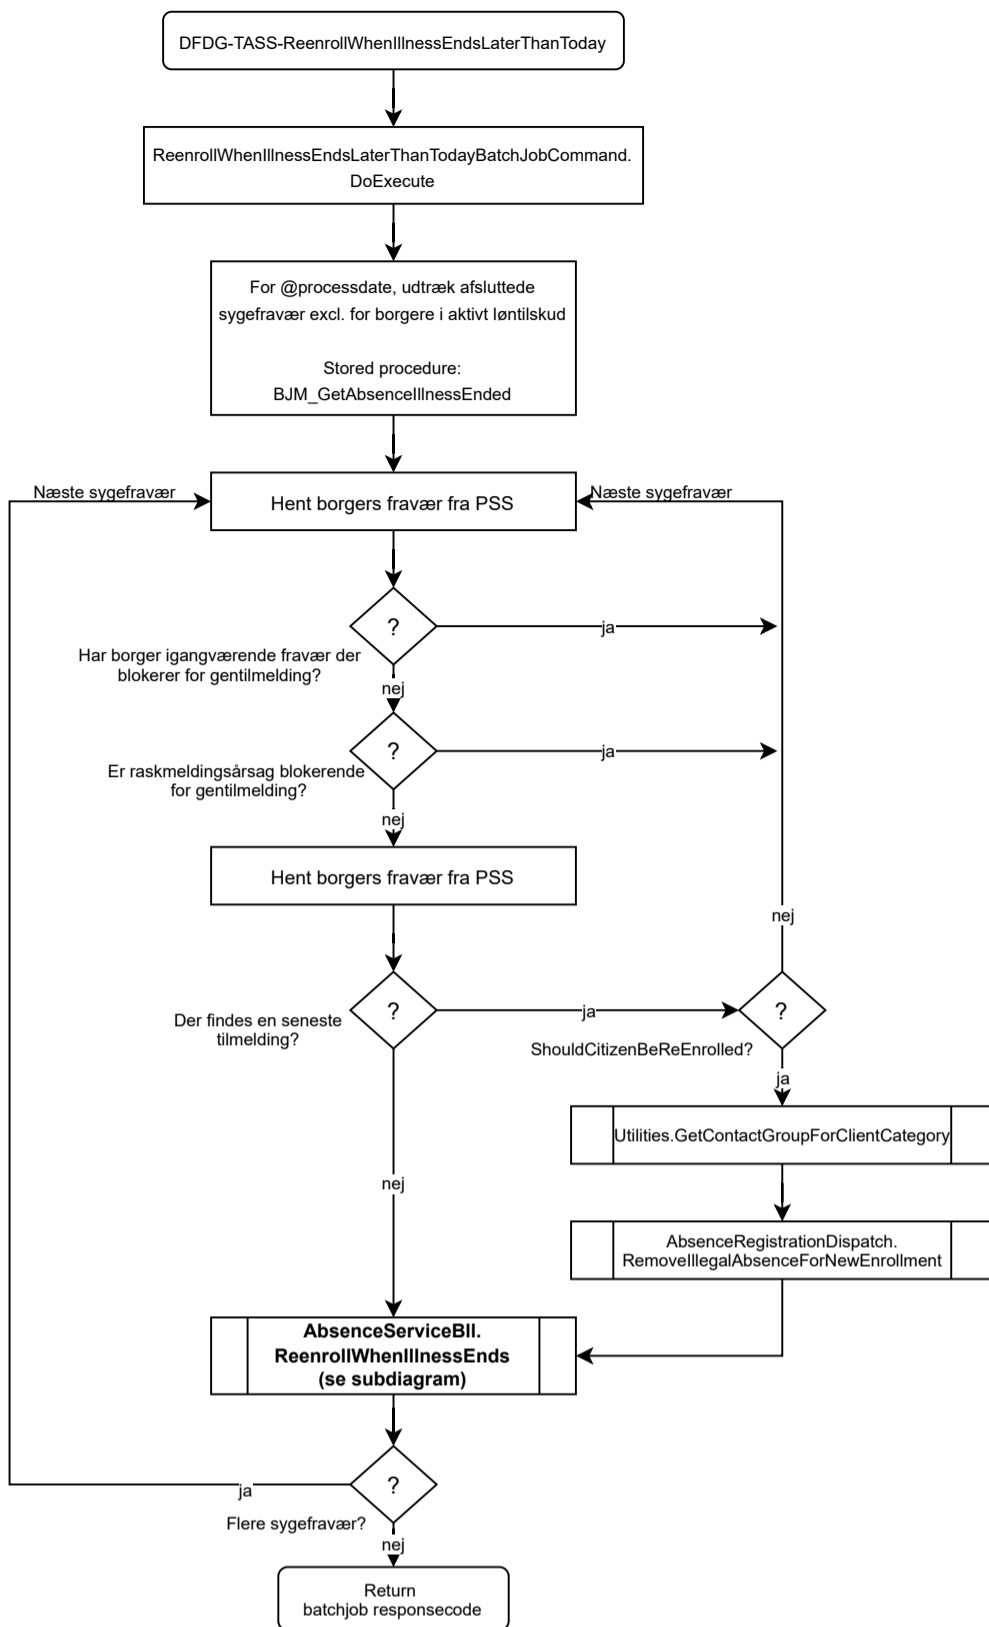 DFDG-TASS-ReenrollWhenIllnessEndsLaterThanToday
ReenrollWhenIllnessEndsLaterThanTodayBatchJobCommand.
DoExecute
For @processdate, udtræk afsluttede
sygefravær excl. for borgere i aktivt løntilskud
Stored procedure:
BJM_GetAbsenceIllnessEnded
Næste sygefravær
Hent borgers fravær fra PSS
Næste sygefravær
?
ja
Har borger igangværende fravær der
blokerer for gentilmelding?
nej
?
ja
Er raskmeldingsårsag blokerende
for gentilmelding?
nej
Hent borgers fravær fra PSS
nej
?
ja
?
Der findes en seneste
tilmelding?
ShouldCitizenBeReEnrolled?
ja
Utilities.GetContactGroupForClientCategory
nej
AbsenceRegistrationDispatch.
RemoveIllegalAbsenceForNewEnrollment
AbsenceServiceBll.
ReenrollWhenIllnessEnds
(se subdiagram)
?
ja
Flere sygefravær?
nej
Return
batchjob responsecode